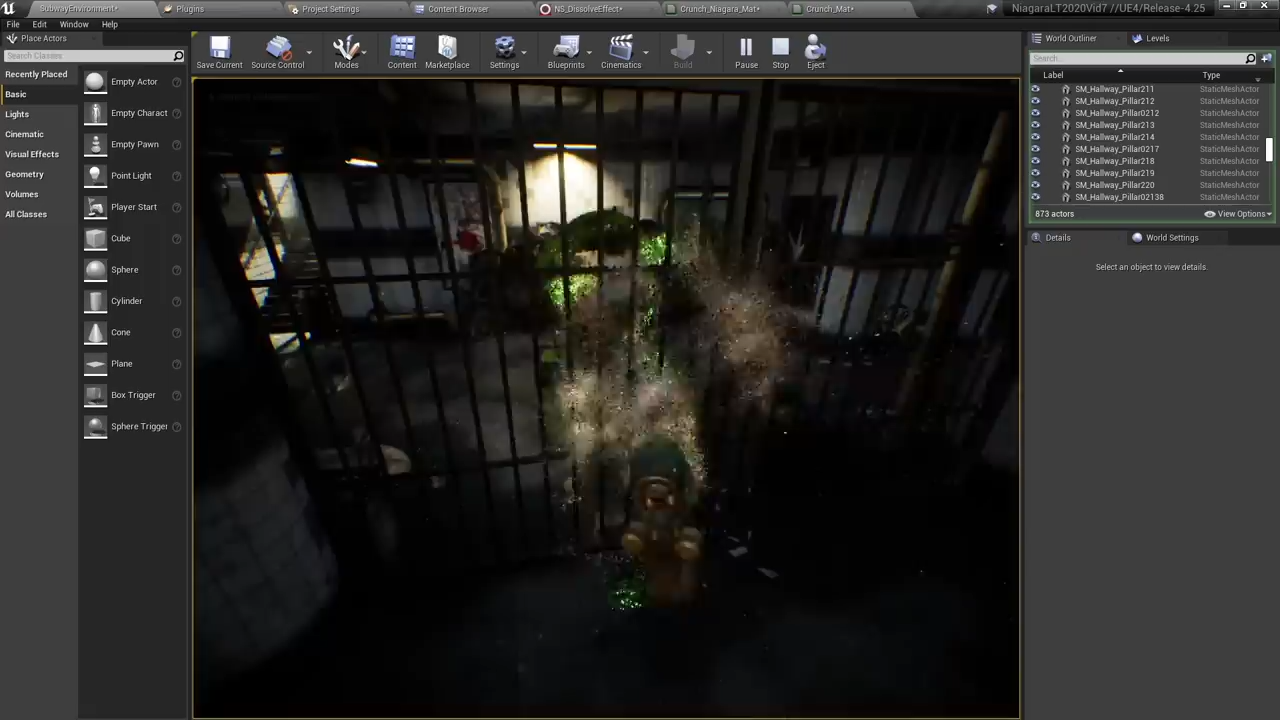 SubwayEnvironment*
Plugins
Project Settings
Content Browser
NS_DissolveEffect*
Crunch_Niagara_Mat*
Crunch_Mat*
NiagaraLT2020Vid7 //UE4/Release-4.25
File Edit Window Help
Place Actors
Search Classes
Recently Placed
Basic
Lights
Cinematic
Visual Effects
Geometry
Volumes
All Classes
Empty Actor
Empty Charact
Empty Pawn
Point Light
Player Start
Cube
Sphere
Cylinder
Cone
Plane
Box Trigger
Sphere Trigger
Save Current
Source Control
Modes
Content
Marketplace
Settings
Blueprints
Cinematics
Build
Pause
Stop
Eject
World Outliner
Levels
Search...
Label Type
SM_Hallway_Pillar211 StaticMeshActor
SM_Hallway_Pillar212 StaticMeshActor
SM_Hallway_Pillar0212 StaticMeshActor
SM_Hallway_Pillar213 StaticMeshActor
SM_Hallway_Pillar214 StaticMeshActor
SM_Hallway_Pillar0217 StaticMeshActor
SM_Hallway_Pillar218 StaticMeshActor
SM_Hallway_Pillar219 StaticMeshActor
SM_Hallway_Pillar220 StaticMeshActor
SM_Hallway_Pillar02138 StaticMeshActor
873 actors
View Options
Details
World Settings
Select an object to view details.